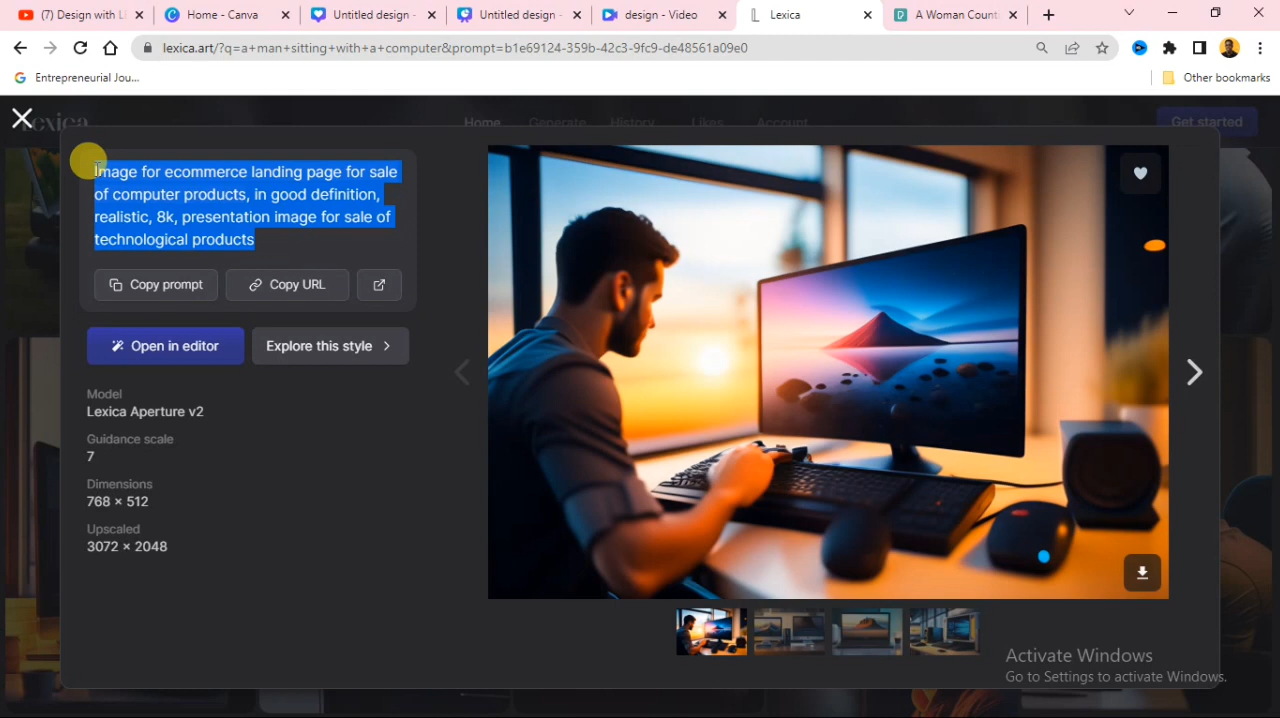 (7) Design with L
Home - Canva
Untitled design -
Untitled design -
design - Video
Lexica
A Woman Count
lexica.art/?q=a+man+sitting+with+a+computer&prompt=b1e69124-359b-42c3-9fc9-de48561a09e0
Entrepreneurial Jou...
Other bookmarks
Lexica
Home
Generate
History
Likes
Account
Get started
Image for ecommerce landing page for sale
of computer products, in good definition,
realistic, 8k, presentation image for sale of
technological products
Copy prompt
Copy URL
Open in editor
Explore this style
Model
Lexica Aperture v2
Guidance scale
7
Dimensions
768 × 512
Upscaled
3072 × 2048
Activate Windows
Go to Settings to activate Windows.